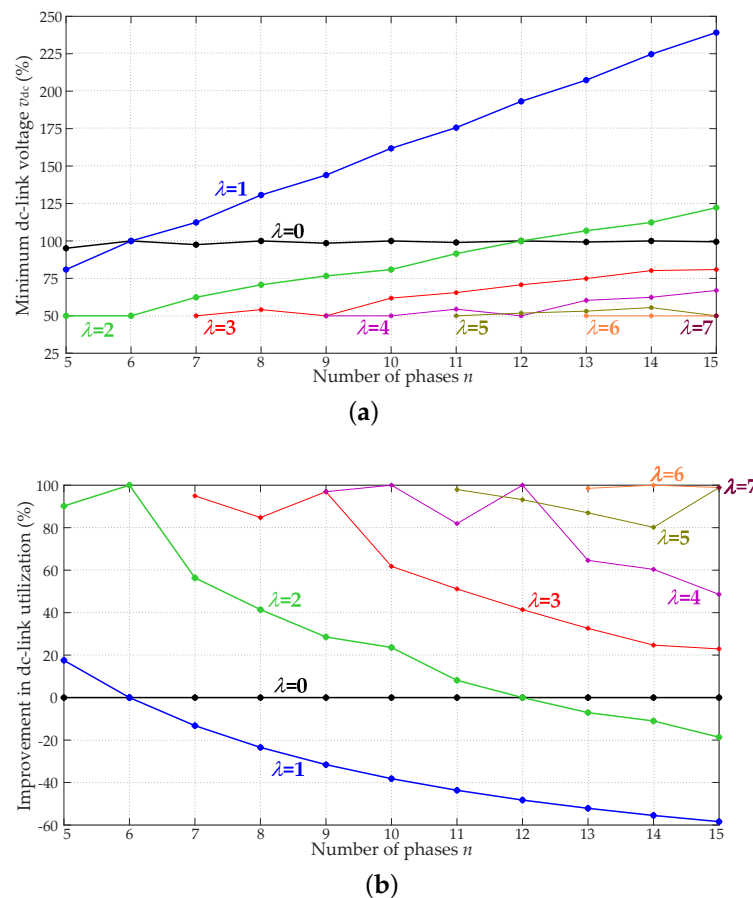 250
225
200
175
150
125
100
75
50
25
Minimum dc-link voltage vdc (%)
λ=1
λ=0
λ=2
λ=3
λ=4
λ=5
λ=6
λ=7
5 6 7 8 9 10 11 12 13 14 15
Number of phases n
(a)
100
80
60
40
20
0
-20
-40
-60
Improvement in dc-link utilization (%)
λ=6
λ=7
λ=5
λ=4
λ=3
λ=2
λ=0
λ=1
5 6 7 8 9 10 11 12 13 14 15
Number of phases n
(b)